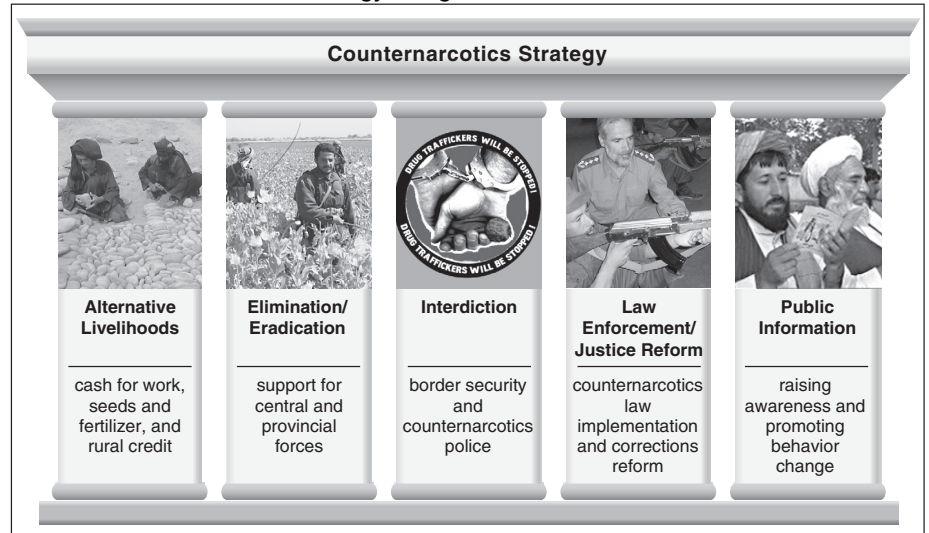 Counternarcotics Strategy
DRUG TRAFFICKERS WILL BE STOPPED!
DRUG TRAFFICKERS WILL BE STOPPED!
Alternative
Livelihoods
cash for work,
seeds and
fertilizer, and
rural credit
Elimination/
Eradication
support for
central and
provincial
forces
Interdiction
border security
and
counternarcotics
police
Law
Enforcement/
Justice Reform
counternarcotics
law
implementation
and corrections
reform
Public
Information
raising
awareness and
promoting
behavior
change